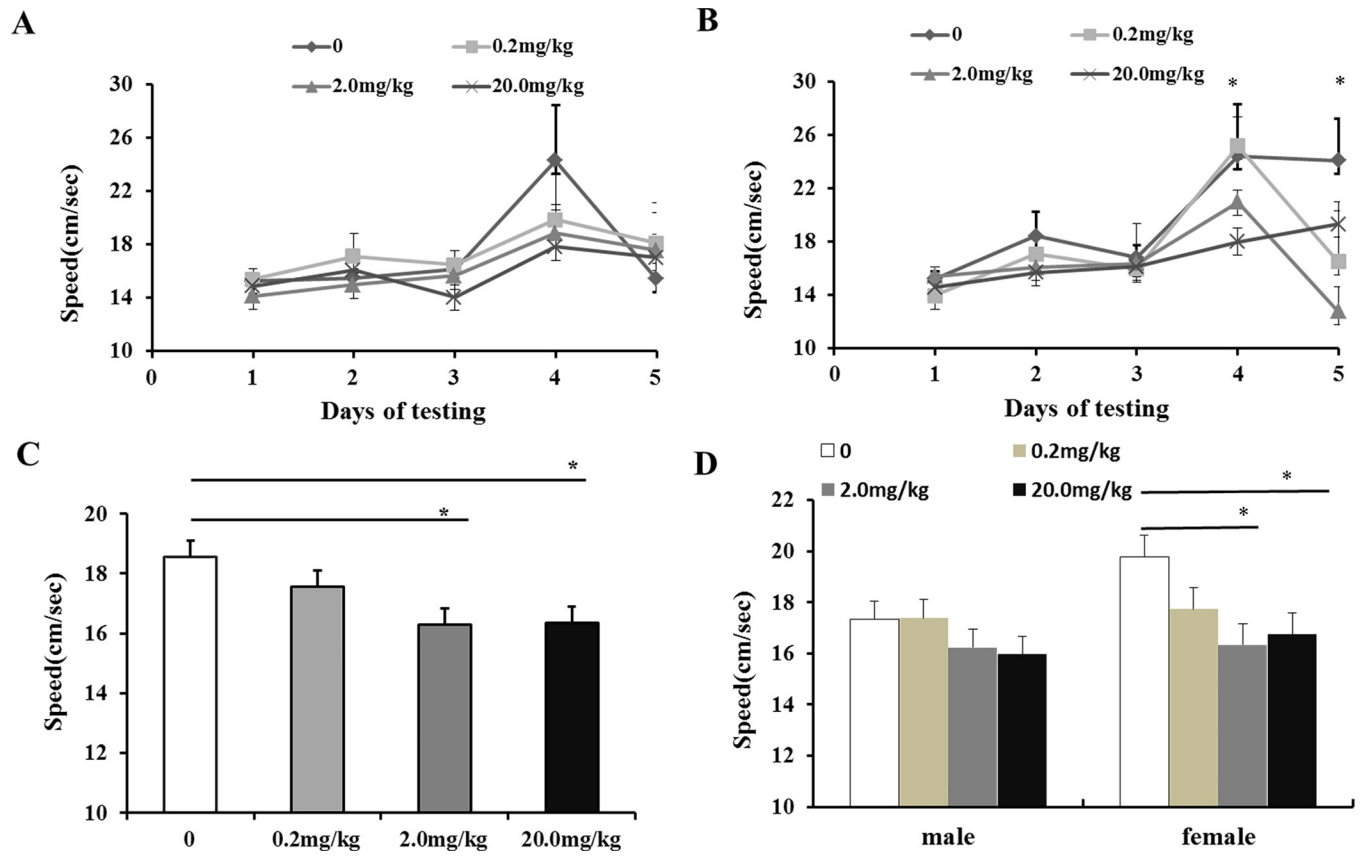 A
0
0.2mg/kg
2.0mg/kg
20.0mg/kg
30
26
22
18
14
10
Speed(cm/sec)
0 1 2 3 4 5
Days of testing
B
0
0.2mg/kg
2.0mg/kg
20.0mg/kg
* *
30
26
22
18
14
10
Speed(cm/sec)
0 1 2 3 4 5
Days of testing
C
*
*
20
18
16
14
12
10
Speed(cm/sec)
0 0.2mg/kg 2.0mg/kg 20.0mg/kg
D
0
0.2mg/kg
2.0mg/kg
20.0mg/kg
*
*
22
20
18
16
14
12
10
Speed(cm/sec)
male female